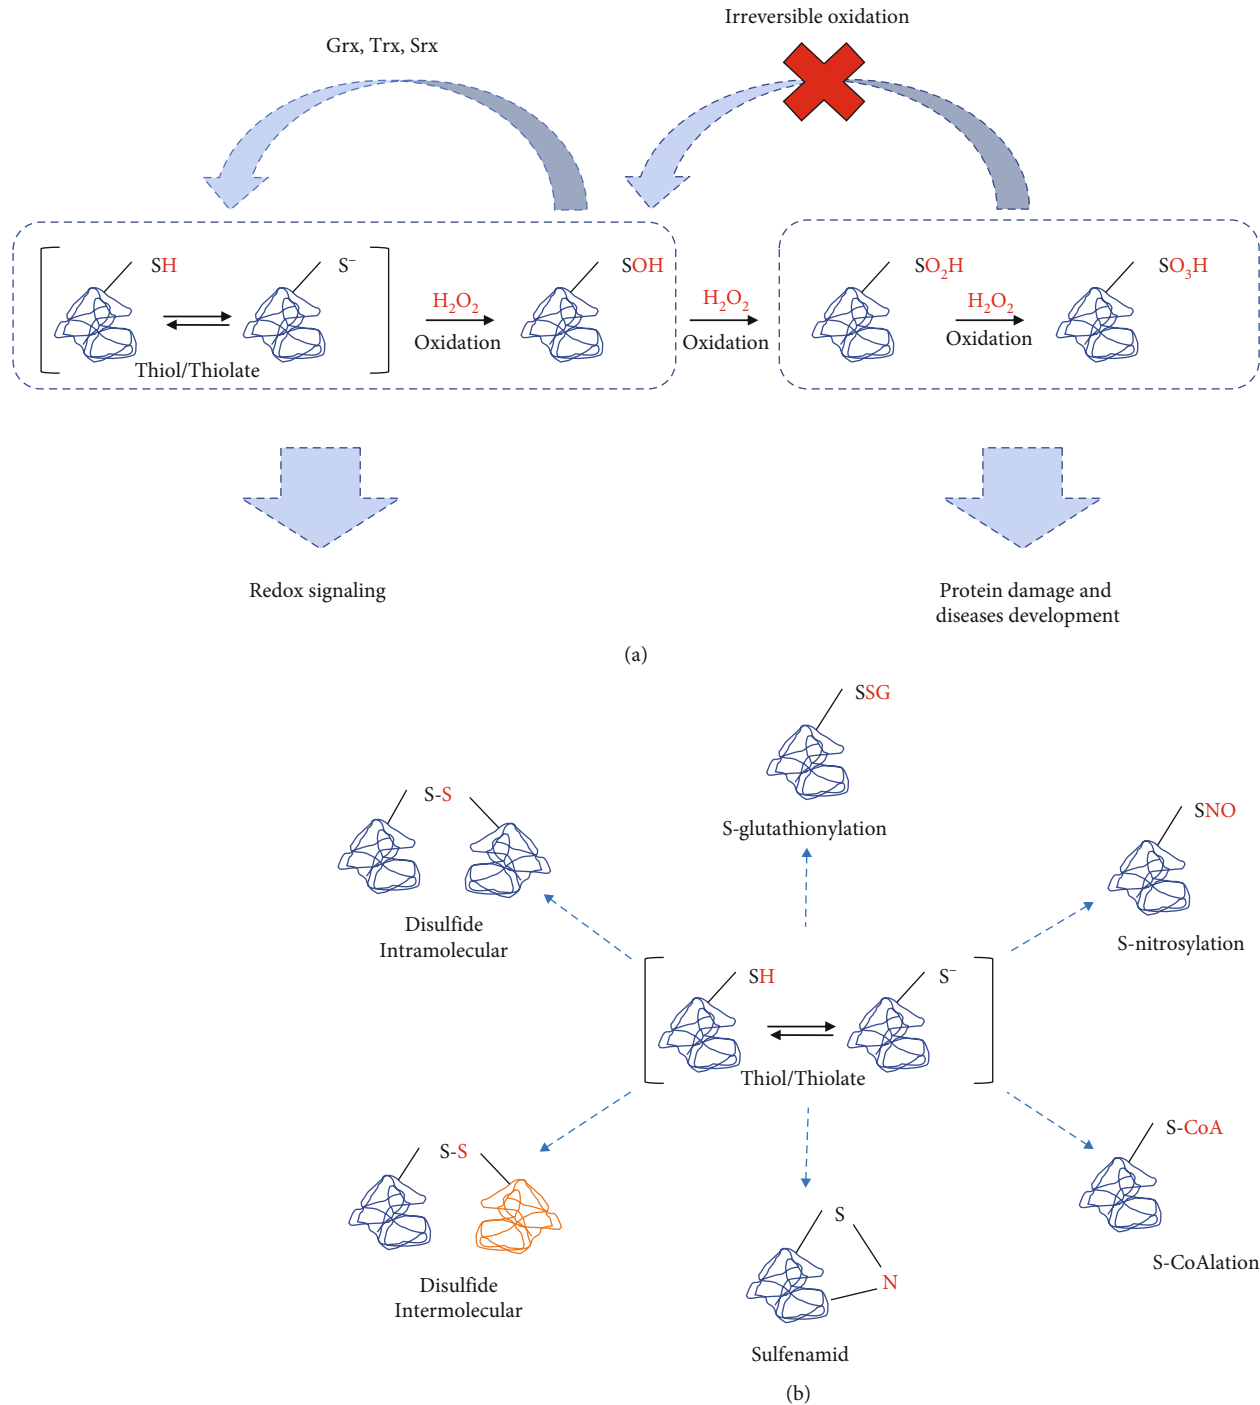 Irreversible oxidation
Grx, Trx, Srx
SH
S⁻
SOH
SO₂H
SO₃H
H₂O₂
Oxidation
H₂O₂
Oxidation
H₂O₂
Oxidation
Thiol/Thiolate
Redox signaling
Protein damage and
diseases development
(a)
SSG
S-glutathionylation
S-S
Disulfide
Intramolecular
SNO
S-nitrosylation
SH
S⁻
Thiol/Thiolate
S-S
Disulfide
Intermolecular
S
N
Sulfenamid
S-CoA
S-CoAlation
(b)